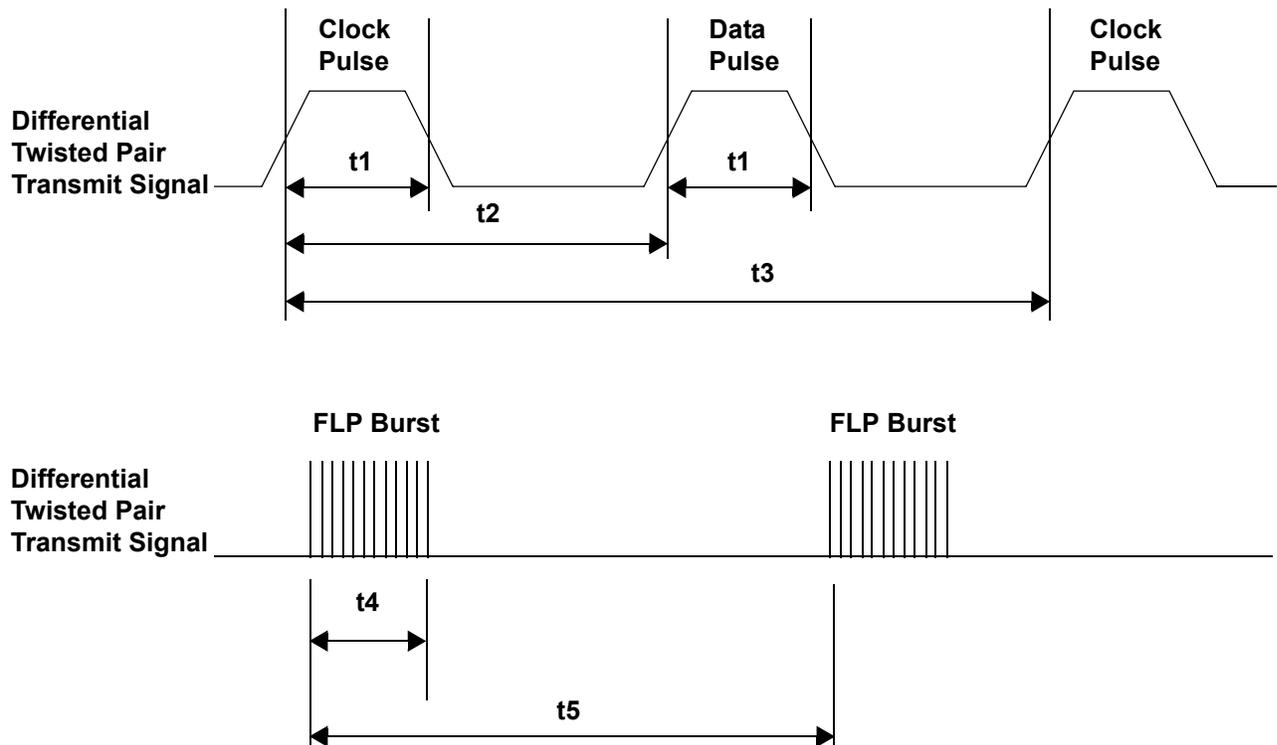 Clock
Pulse
Data
Pulse
Clock
Pulse
Differential
Twisted Pair
Transmit Signal
t1
t1
t2
t3
FLP Burst
FLP Burst
Differential
Twisted Pair
Transmit Signal
t4
t5